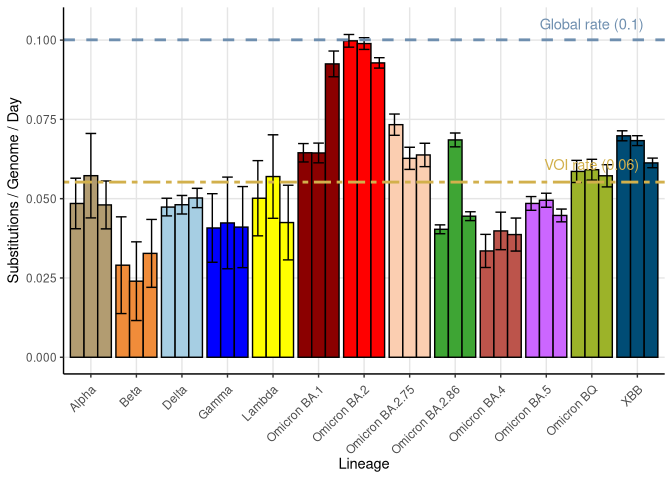 Global rate (0.1)
VOI rate (0.06)
Substitutions / Genome / Day
0.100
0.075
0.050
0.025
0.000
Alpha
Beta
Delta
Gamma
Lambda
Omicron BA.1
Omicron BA.2
Omicron BA.2.75
Omicron BA.2.86
Omicron BA.4
Omicron BA.5
Omicron BQ
XBB
Lineage